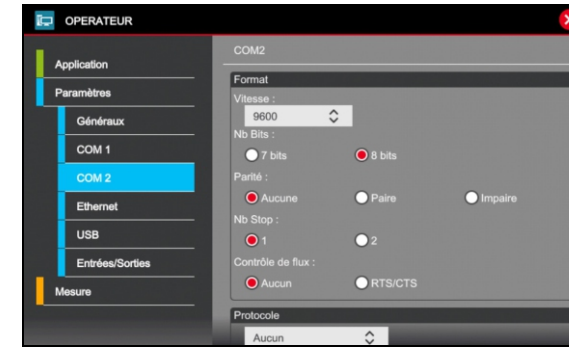 OPERATEUR
Application
Paramètres
Généraux
COM 1
COM 2
Ethernet
USB
Entrées/Sorties
Mesure
COM2
Format
Vitesse :
9600
Nb Bits :
7 bits
8 bits
Parité :
Aucune
Paire
Impaire
Nb Stop :
1
2
Contrôle de flux :
Aucun
RTS/CTS
Protocole
Aucun